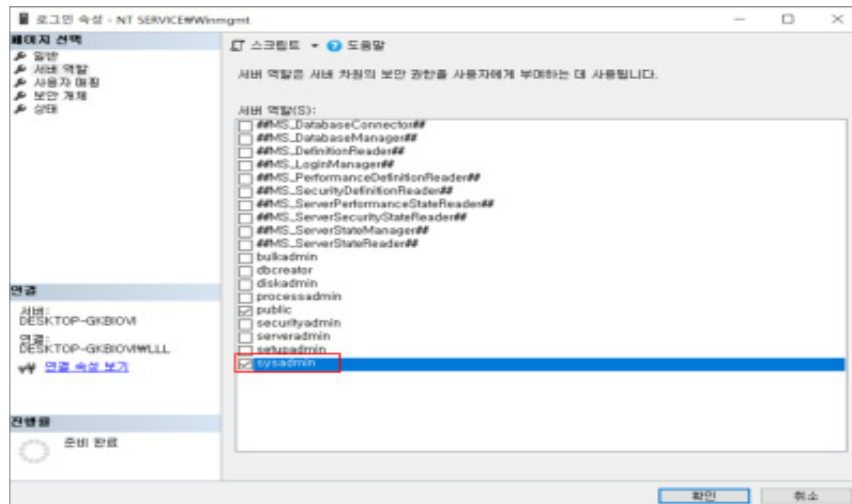 로그인 속성 - NT SERVICE₩Winmgmt
페이지 선택
일반
서버 역할
사용자 매핑
보안 개체
상태
스크립트 도움말
서버 역할은 서버 차원의 보안 권한을 사용자에게 부여하는 데 사용됩니다.
서버 역할(S):
##MS_DatabaseConnector##
##MS_DatabaseManager##
##MS_DefinitionReader##
##MS_LoginManager##
##MS_PerformanceDefinitionReader##
##MS_SecurityDefinitionReader##
##MS_ServerPerformanceStateReader##
##MS_ServerSecurityStateReader##
##MS_ServerStateManager##
##MS_ServerStateReader##
bulkadmin
dbcreator
diskadmin
processadmin
public
securityadmin
serveradmin
setupadmin
sysadmin
연결
서버:
DESKTOP-GKBIOVI
연결:
DESKTOP-GKBIOVI₩LLL
연결 속성 보기
진행률
준비 완료
확인 취소